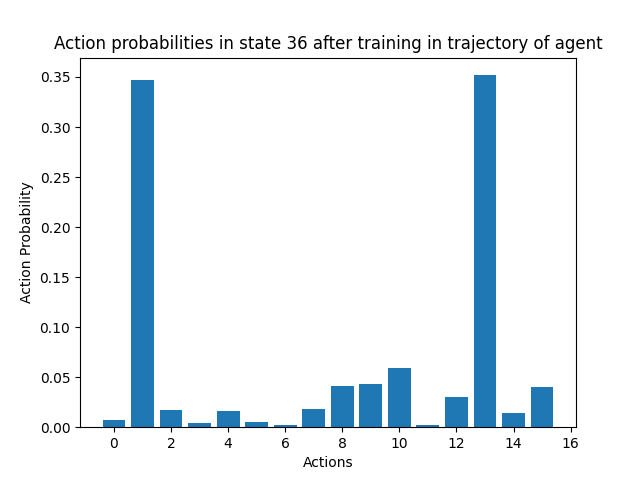 Action probabilities in state 36 after training in trajectory of agent
0.35
0.30
0.25
0.20
0.15
0.10
0.05
0.00
Action Probability
0 2 4 6 8 10 12 14 16
Actions